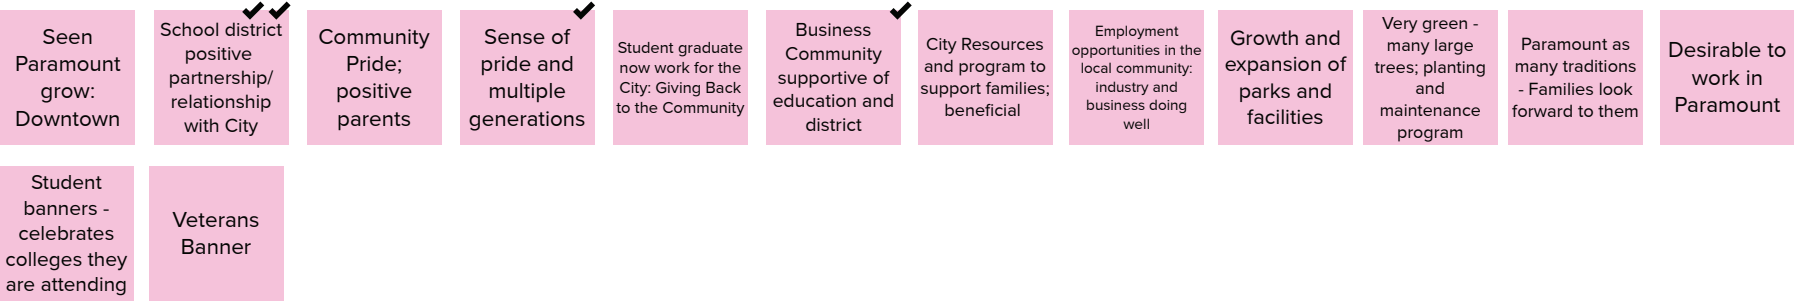 Seen
Paramount
grow:
Downtown
School district
positive
partnership/
relationship
with City
Community
Pride;
positive
parents
Sense of
pride and
multiple
generations
Student graduate
now work for the
City: Giving Back
to the Community
Business
Community
supportive of
education and
district
City Resources
and program to
support families;
beneficial
Employment
opportunities in the
local community:
industry and
business doing
well
Growth and
expansion of
parks and
facilities
Very green -
many large
trees; planting
and
maintenance
program
Paramount as
many traditions
- Families look
forward to them
Desirable to
work in
Paramount
Student
banners -
celebrates
colleges they
are attending
Veterans
Banner